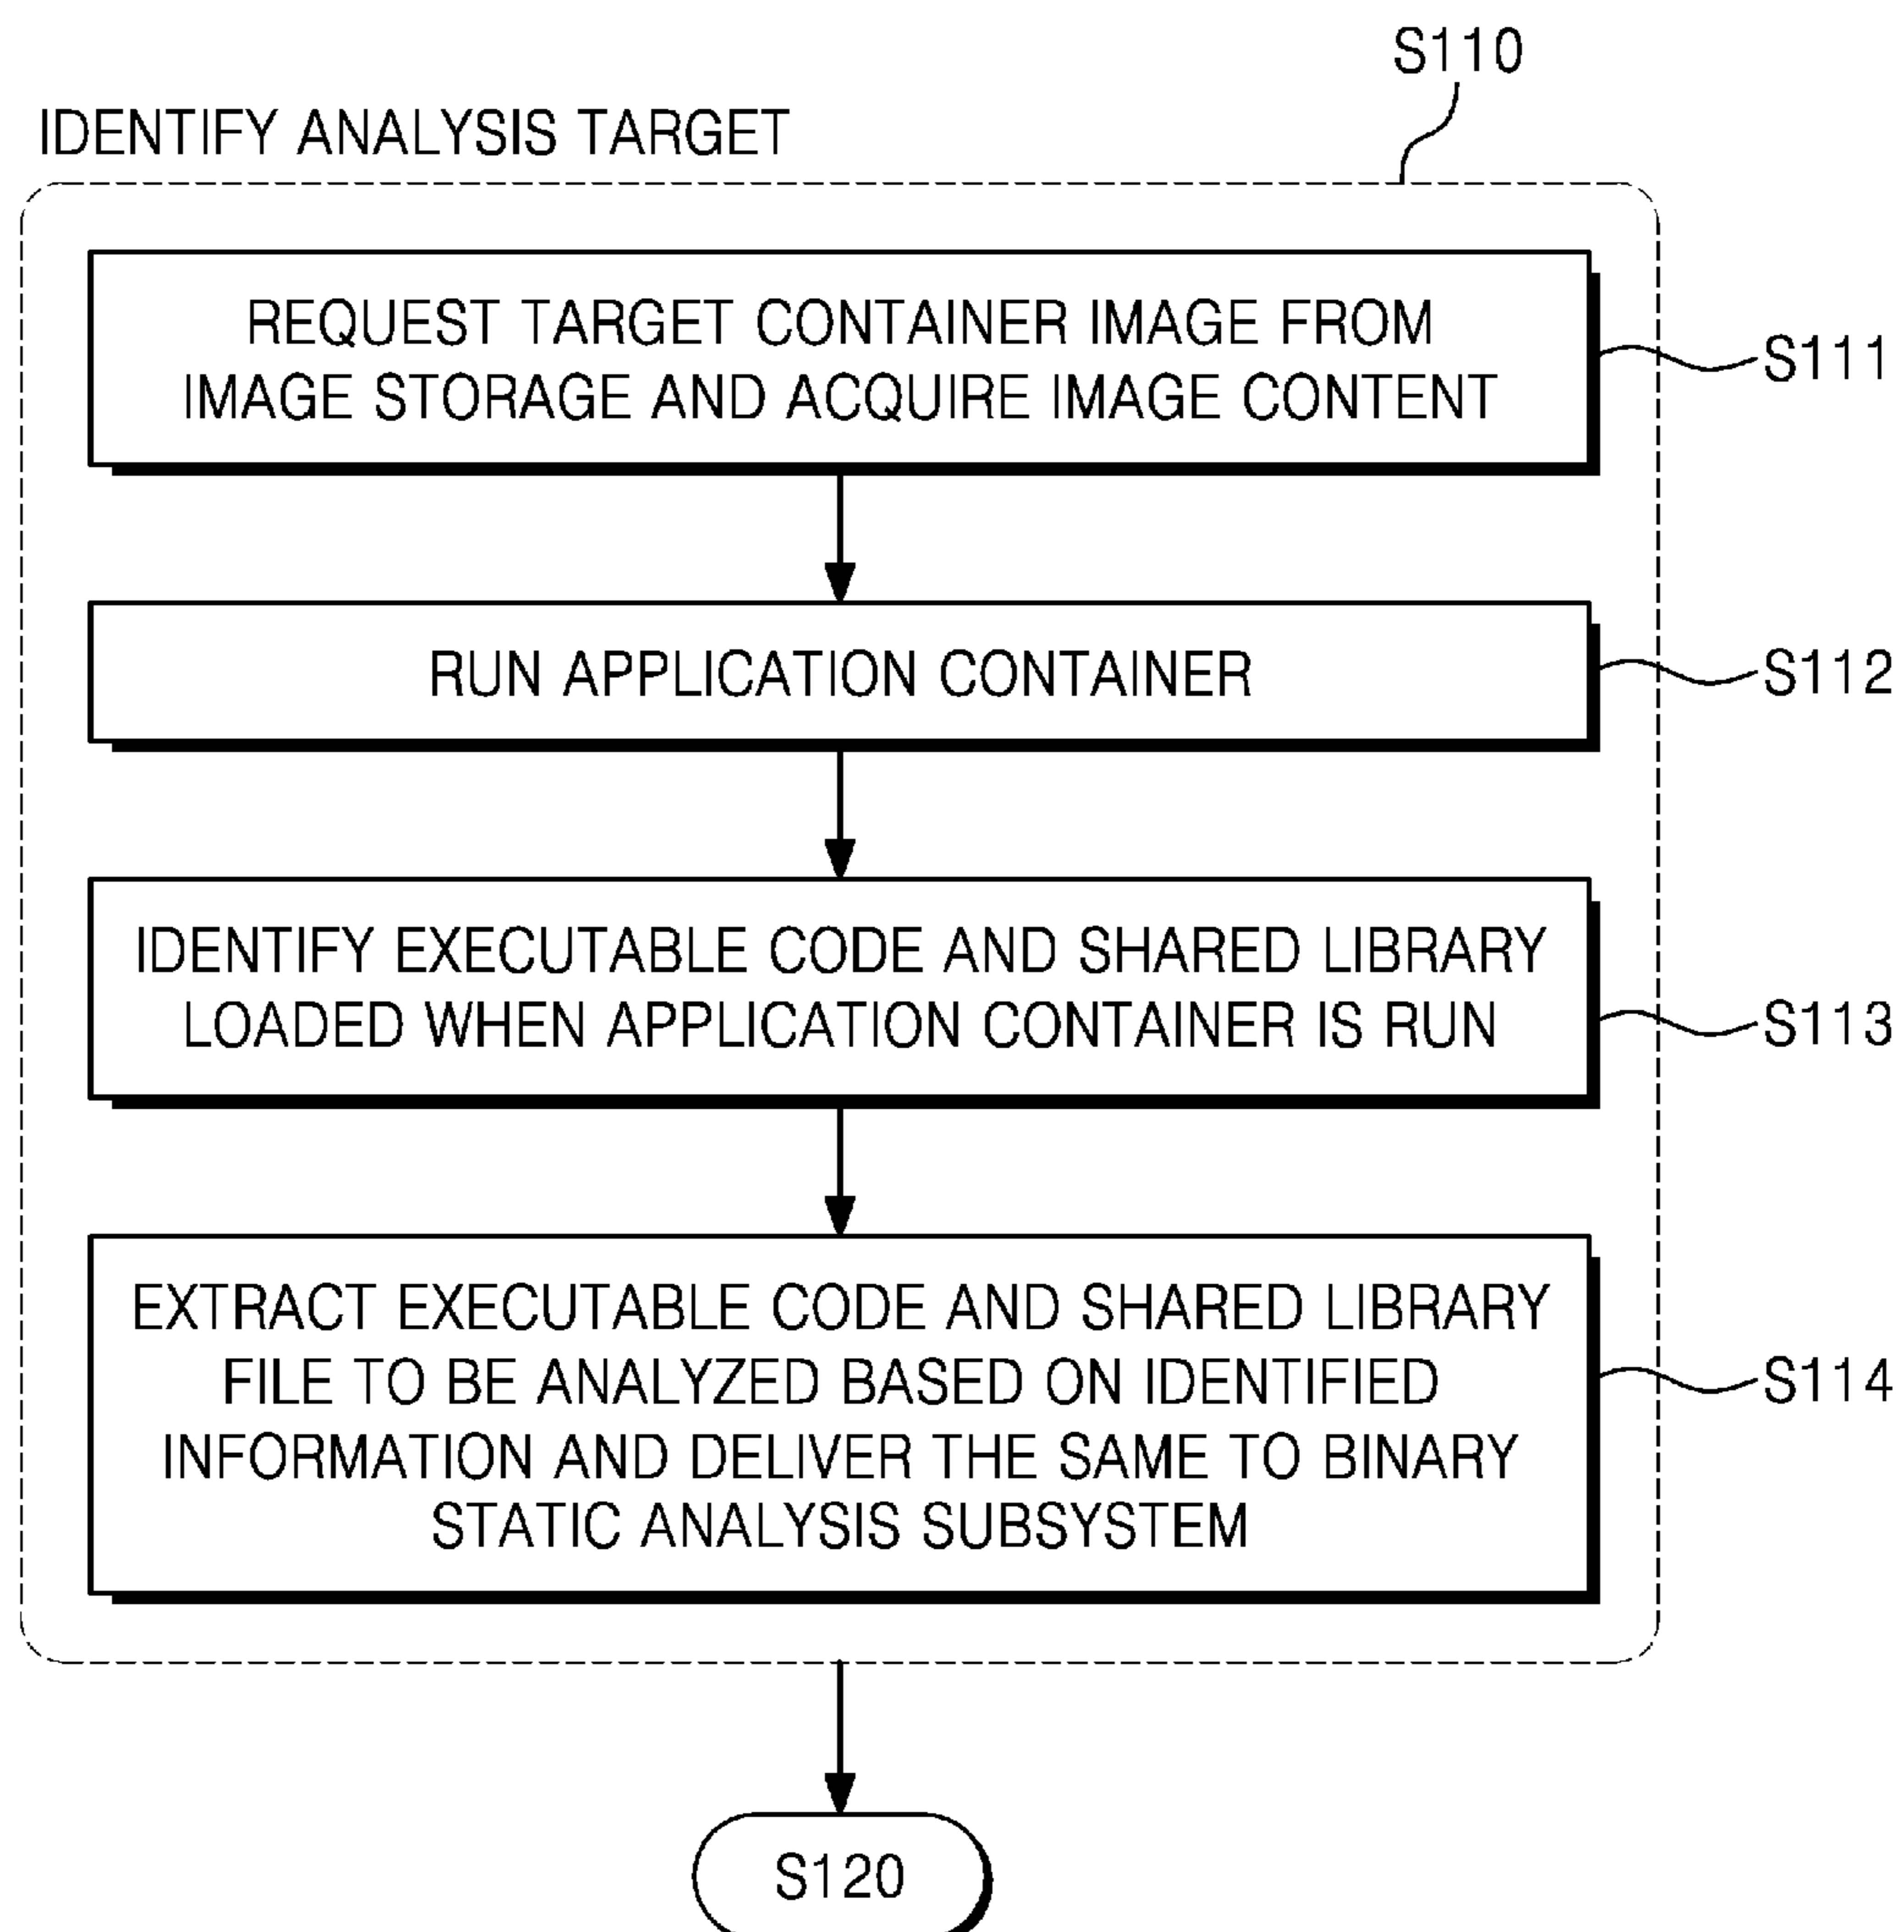 S110
IDENTIFY ANALYSIS TARGET
REQUEST TARGET CONTAINER IMAGE FROM
IMAGE STORAGE AND ACQUIRE IMAGE CONTENT
S111
RUN APPLICATION CONTAINER
S112
IDENTIFY EXECUTABLE CODE AND SHARED LIBRARY
LOADED WHEN APPLICATION CONTAINER IS RUN
S113
EXTRACT EXECUTABLE CODE AND SHARED LIBRARY
FILE TO BE ANALYZED BASED ON IDENTIFIED
INFORMATION AND DELIVER THE SAME TO BINARY
STATIC ANALYSIS SUBSYSTEM
S114
S120